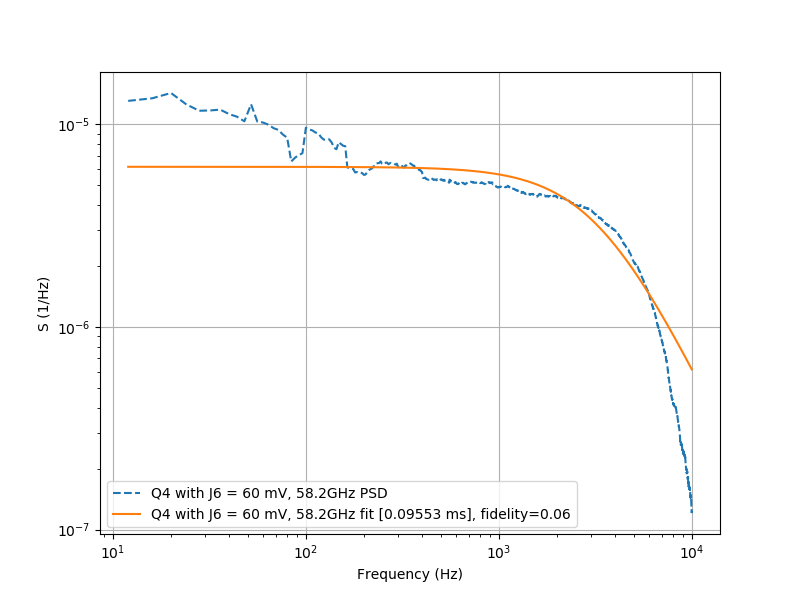 S (1/Hz)
10⁻⁵
10⁻⁶
10⁻⁷
Q4 with J6 = 60 mV, 58.2GHz PSD
Q4 with J6 = 60 mV, 58.2GHz fit [0.09553 ms], fidelity=0.06
10¹ 10² 10³ 10⁴
Frequency (Hz)